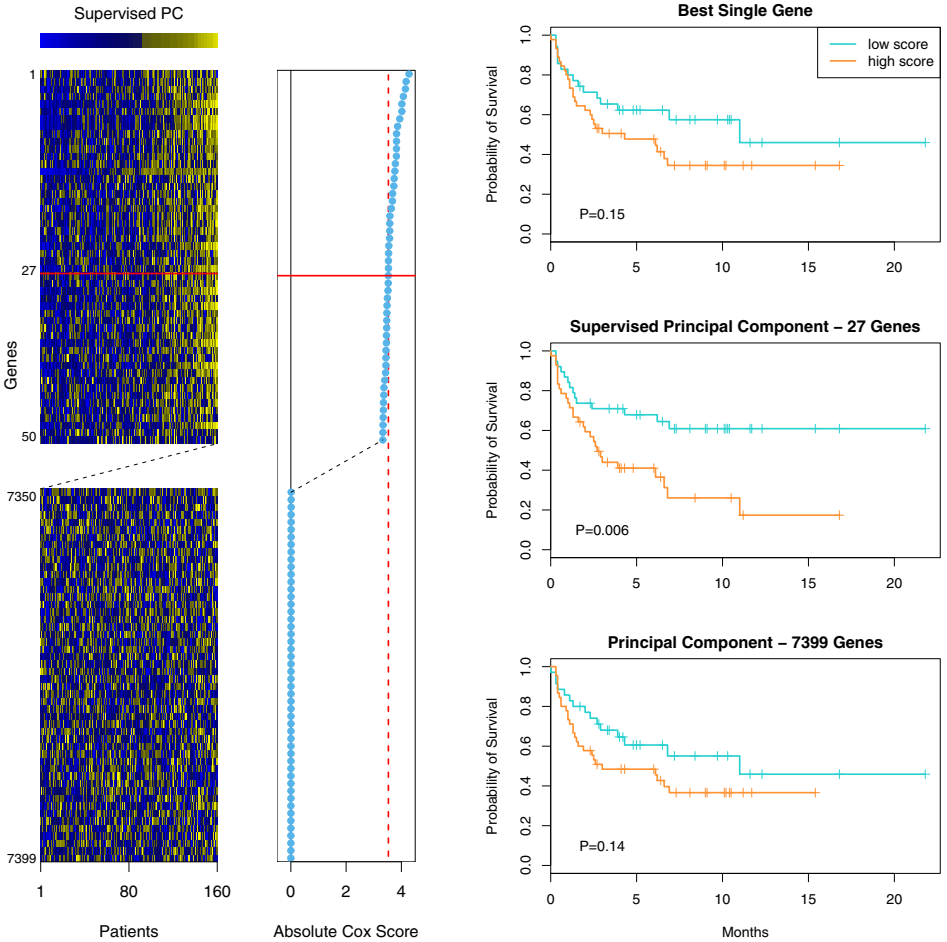 Supervised PC
1
27
50
7350
7399
Genes
1 80 160
Patients
0 2 4
Absolute Cox Score
Best Single Gene
low score
high score
Probability of Survival
0.0 0.2 0.4 0.6 0.8 1.0
P=0.15
0 5 10 15 20
Supervised Principal Component − 27 Genes
Probability of Survival
0.0 0.2 0.4 0.6 0.8 1.0
P=0.006
0 5 10 15 20
Principal Component − 7399 Genes
Probability of Survival
0.0 0.2 0.4 0.6 0.8 1.0
P=0.14
0 5 10 15 20
Months